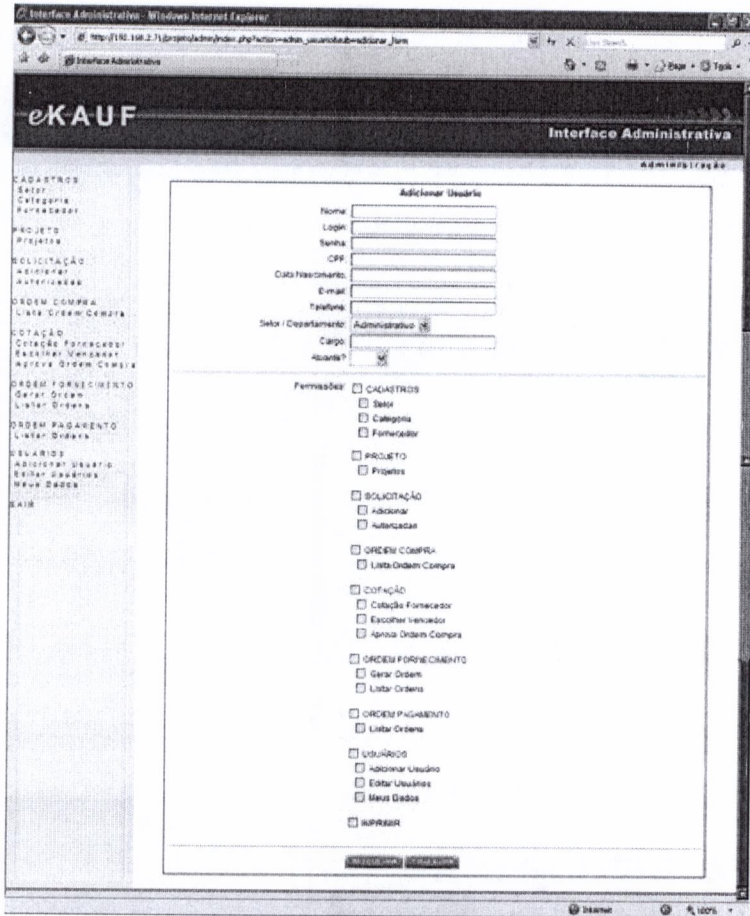 Interface Administrativa - Windows Internet Explorer
Interface Administrativa
Page
Tools
eKAUF
Interface Administrativa
Administração
CADASTROS
Setor
Categoria
Fornecedor
PROJETO
Projetos
SOLICITAÇÃO
Adicionar
Autorizadas
ORDEM COMPRA
Lista Ordem Compra
COTAÇÃO
Cotação Fornecedor
Escolher Vencedor
Aprova Ordem Compra
ORDEM FORNECIMENTO
Gerar Ordem
Listar Ordens
ORDEM PAGAMENTO
Listar Ordens
USUÁRIOS
Adicionar Usuário
Editar Usuários
Meus Dados
SAIR
Adicionar Usuário
Nome:
Login:
Senha:
CPF:
Data Nascimento:
E-mail:
Telefone:
Setor / Departamento: Administrativo
Cargo:
Permissões: CADASTROS
Setor
Categoria
Fornecedor
PROJETO
Projetos
SOLICITAÇÃO
Adicionar
Autorizadas
ORDEM COMPRA
Lista Ordem Compra
COTAÇÃO
Cotação Fornecedor
Escolher Vencedor
Aprova Ordem Compra
ORDEM FORNECIMENTO
Gerar Ordem
Listar Ordens
ORDEM PAGAMENTO
Listar Ordens
USUÁRIOS
Adicionar Usuário
Editar Usuários
Meus Dados
IMPRIMIR
Internet
100%